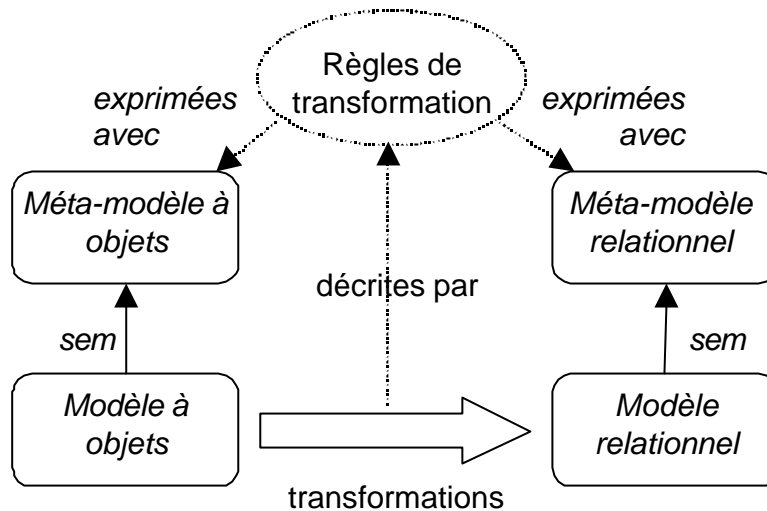 Règles de
transformation
exprimées
avec
exprimées
avec
Méta-modèle à
objets
Méta-modèle
relationnel
décrites par
sem
sem
Modèle à
objets
Modèle
relationnel
transformations